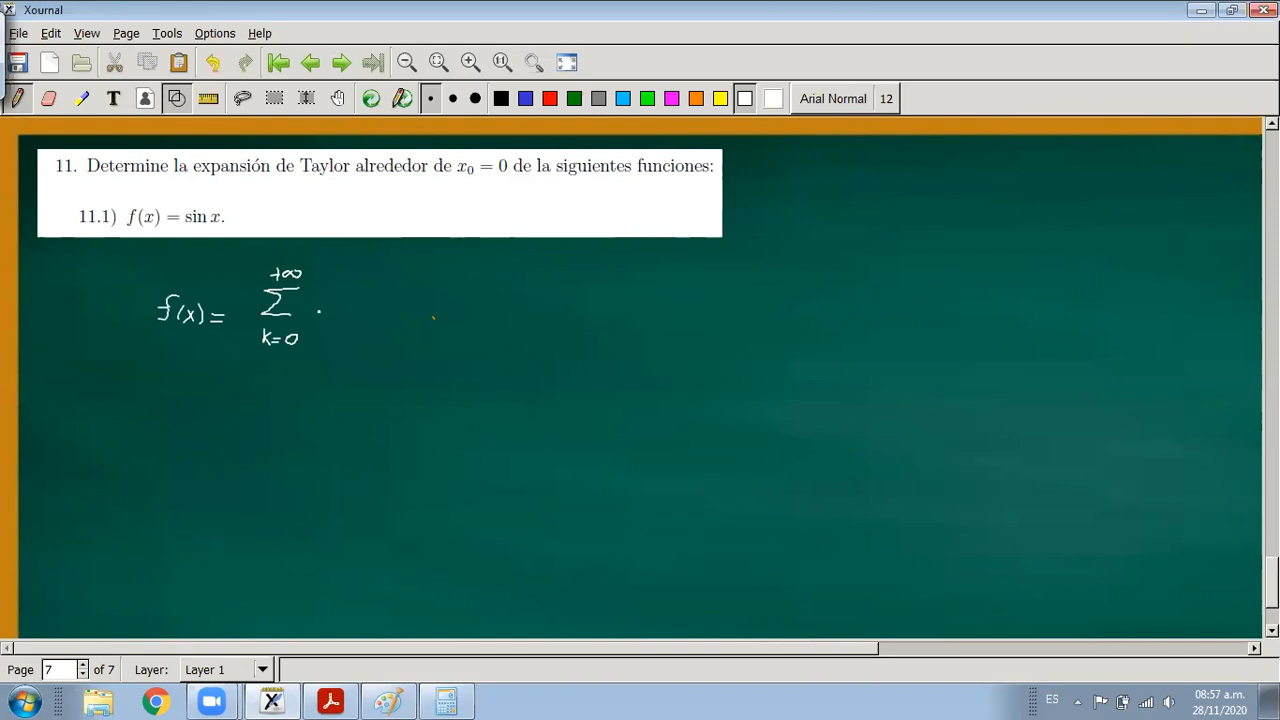 Xournal
File Edit View Page Tools Options Help
Arial Normal 12
11. Determine la expansión de Taylor alrededor de x₀ = 0 de la siguientes funciones:
11.1) f(x) = sin x.
+∞
f(x) = ∑
k=0
Page 7 of 7 Layer: Layer 1
ES 08:57 a.m.
28/11/2020